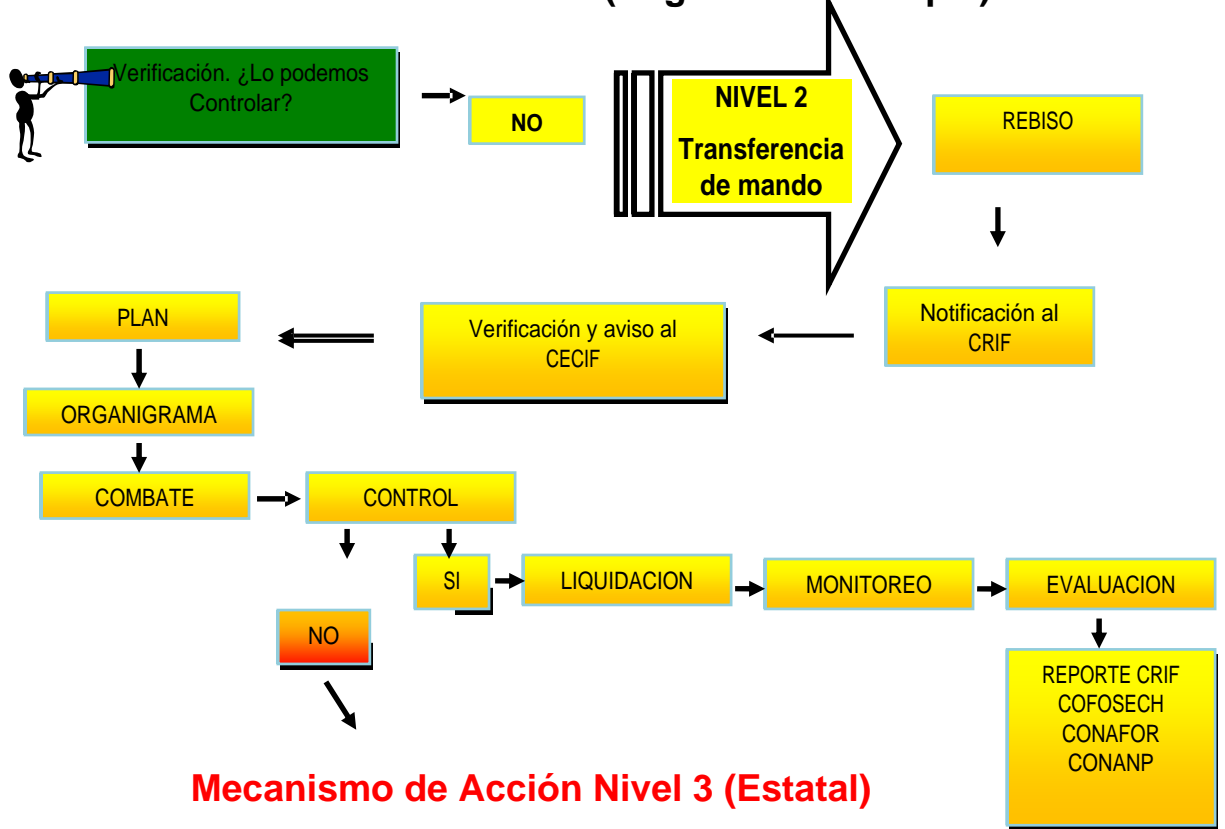 Verificación. ¿Lo podemos
Controlar?
NO
NIVEL 2
Transferencia
de mando
REBISO
Notificación al
CRIF
Verificación y aviso al
CECIF
PLAN
ORGANIGRAMA
COMBATE
CONTROL
SI
LIQUIDACION
MONITOREO
EVALUACION
NO
REPORTE CRIF
COFOSECH
CONAFOR
CONANP
Mecanismo de Acción Nivel 3 (Estatal)